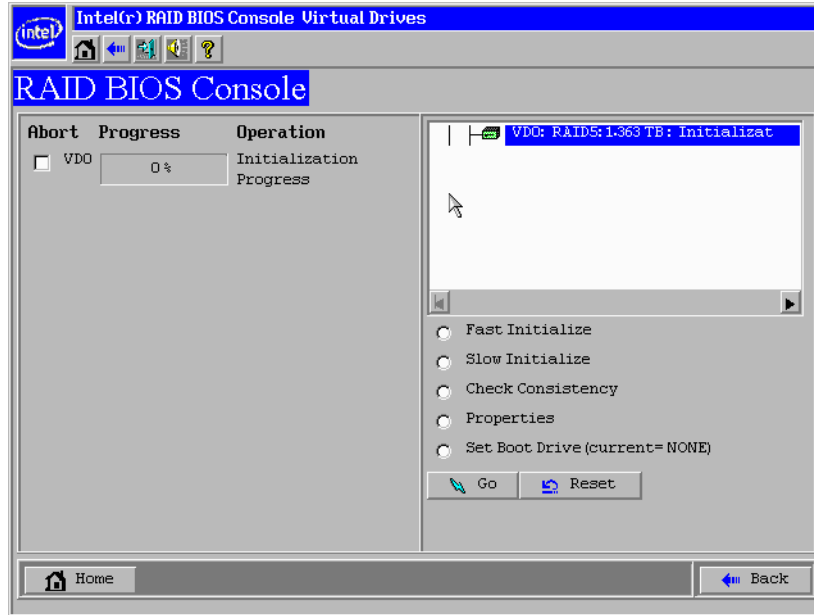 Intel(r) RAID BIOS Console Virtual Drives
intel
RAID BIOS Console
Abort Progress Operation
VD0 0% Initialization
Progress
VD0: RAID5: 1.363 TB: Initializat
Fast Initialize
Slow Initialize
Check Consistency
Properties
Set Boot Drive (current= NONE)
Go Reset
Home Back